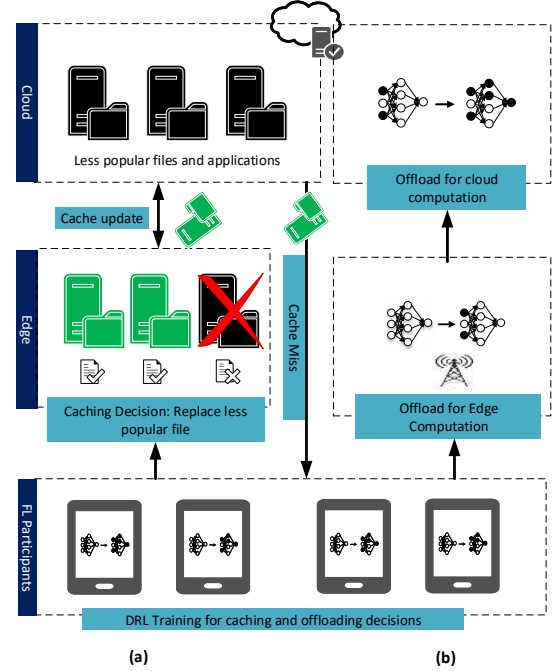 Cloud
Less popular files and applications
Offload for cloud
computation
Cache update
Cache Miss
Edge
Caching Decision: Replace less
popular file
Offload for Edge
Computation
FL Participants
DRL Training for caching and offloading decisions
(a)
(b)